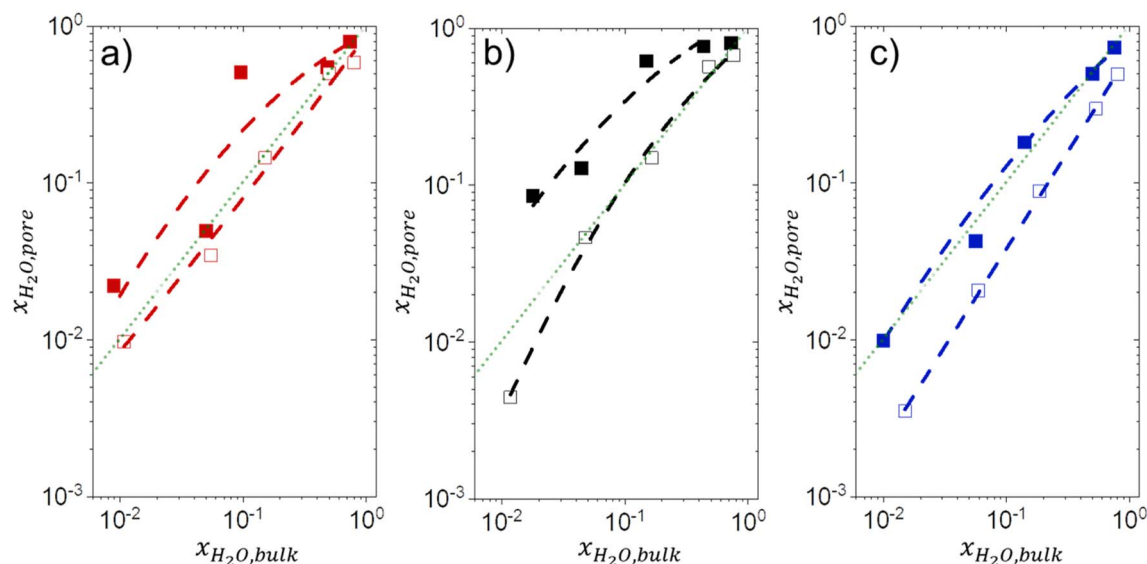 a)
10⁰
10⁻¹
10⁻²
10⁻³
x_{H₂O,pore}
10⁻² 10⁻¹ 10⁰
x_{H₂O,bulk}
b)
10⁰
10⁻¹
10⁻²
10⁻³
x_{H₂O,pore}
10⁻² 10⁻¹ 10⁰
x_{H₂O,bulk}
c)
10⁰
10⁻¹
10⁻²
10⁻³
x_{H₂O,pore}
10⁻² 10⁻¹ 10⁰
x_{H₂O,bulk}